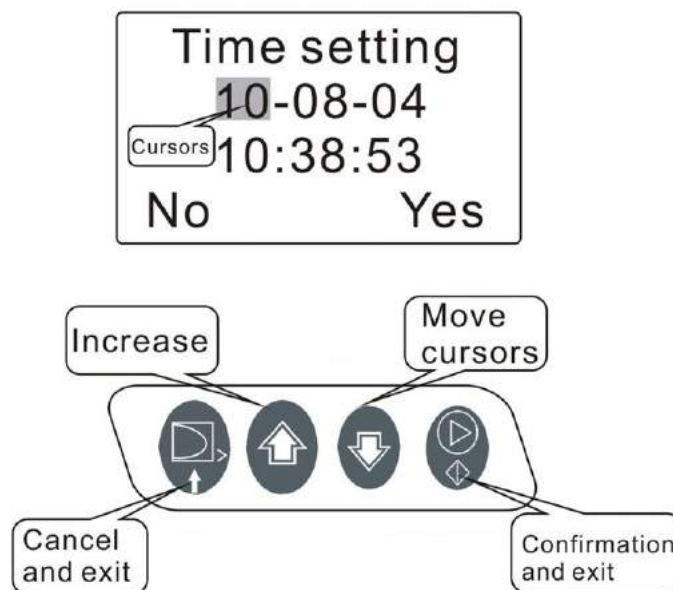 Time setting
10-08-04
Cursors
10:38:53
No Yes
Increase
Move
cursors
Cancel
and exit
Confirmation
and exit